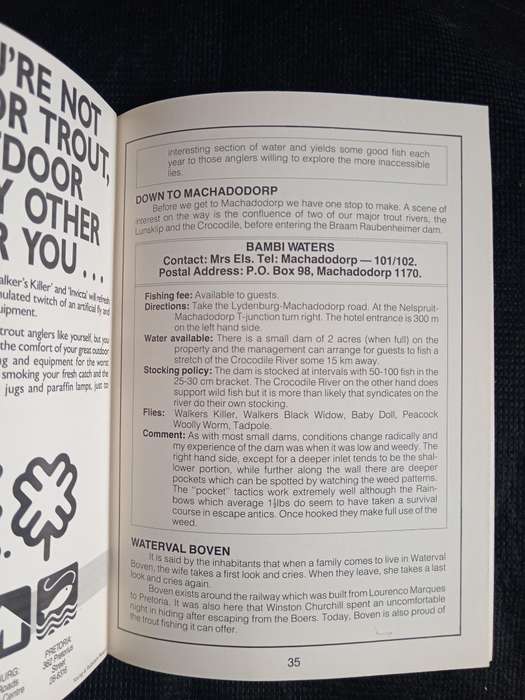 U'RE NOT
OR TROUT,
TDOOR
Y OTHER
R YOU ...
alker's Killer' and 'Invicta' will refresh
nulated twitch of an artificial fly and
uipment.
trout anglers like yourself, but you
the comfort of your great outdoor
ng and equipment for the worst
smoking your fresh catch and the
jugs and paraffin lamps, just to
PRETORIA
Street
URG:
Roads
Centre
interesting section of water and yields some good fish each
year to those anglers willing to explore the more inaccessible
lies.
DOWN TO MACHADODORP
Before we get to Machadodorp we have one stop to make. A scene of
interest on the way is the confluence of two of our major trout rivers, the
Lunsklip and the Crocodile, before entering the Braam Raubenheimer dam.
BAMBI WATERS
Contact: Mrs Els. Tel: Machadodorp — 101/102.
Postal Address: P.O. Box 98, Machadodorp 1170.
Fishing fee: Available to guests.
Directions: Take the Lydenburg-Machadodorp road. At the Nelspruit-
Machadodorp T-junction turn right. The hotel entrance is 300 m
on the left hand side.
Water available: There is a small dam of 2 acres (when full) on the
property and the management can arrange for guests to fish a
stretch of the Crocodile River some 15 km away.
Stocking policy: The dam is stocked at intervals with 50-100 fish in the
25-30 cm bracket. The Crocodile River on the other hand does
support wild fish but it is more than likely that syndicates on the
river do their own stocking.
Flies: Walkers Killer, Walkers Black Widow, Baby Doll, Peacock
Woolly Worm, Tadpole.
Comment: As with most small dams, conditions change radically and
my experience of the dam was when it was low and weedy. The
right hand side, except for a deeper inlet tends to be the shal-
lower portion, while further along the wall there are deeper
pockets which can be spotted by watching the weed patterns.
The "pocket" tactics work extremely well although the Rain-
bows which average 1½lbs do seem to have taken a survival
course in escape antics. Once hooked they make full use of the
weed.
WATERVAL BOVEN
It is said by the inhabitants that when a family comes to live in Waterval
Boven, the wife takes a first look and cries. When they leave, she takes a last
look and cries again.
Boven exists around the railway which was built from Lourenco Marques
to Pretoria. It was also here that Winston Churchill spent an uncomfortable
night in hiding after escaping from the Boers. Today, Boven is also proud of
the trout fishing it can offer.
35